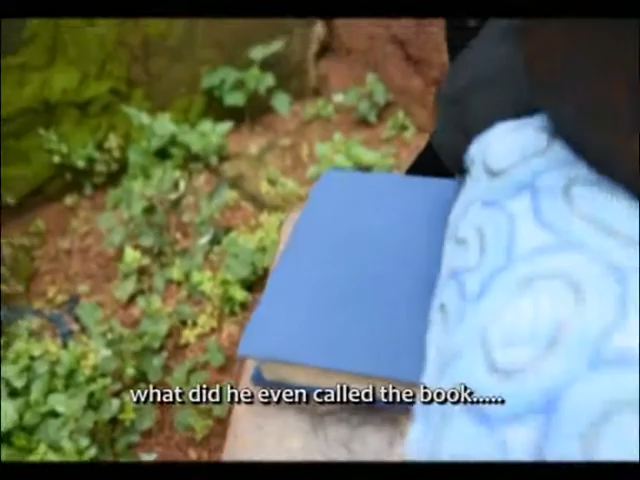 what did he even called the book.....